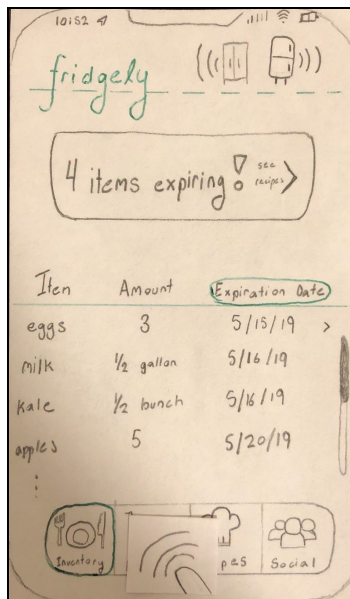 10:52
fridgely
4 items expiring! see recipes >
Item Amount Expiration Date
eggs 3 5/15/19 >
milk 1/2 gallon 5/16/19
kale 1/2 bunch 5/16/19
apples 5 5/20/19
⋮
Inventory pes Social